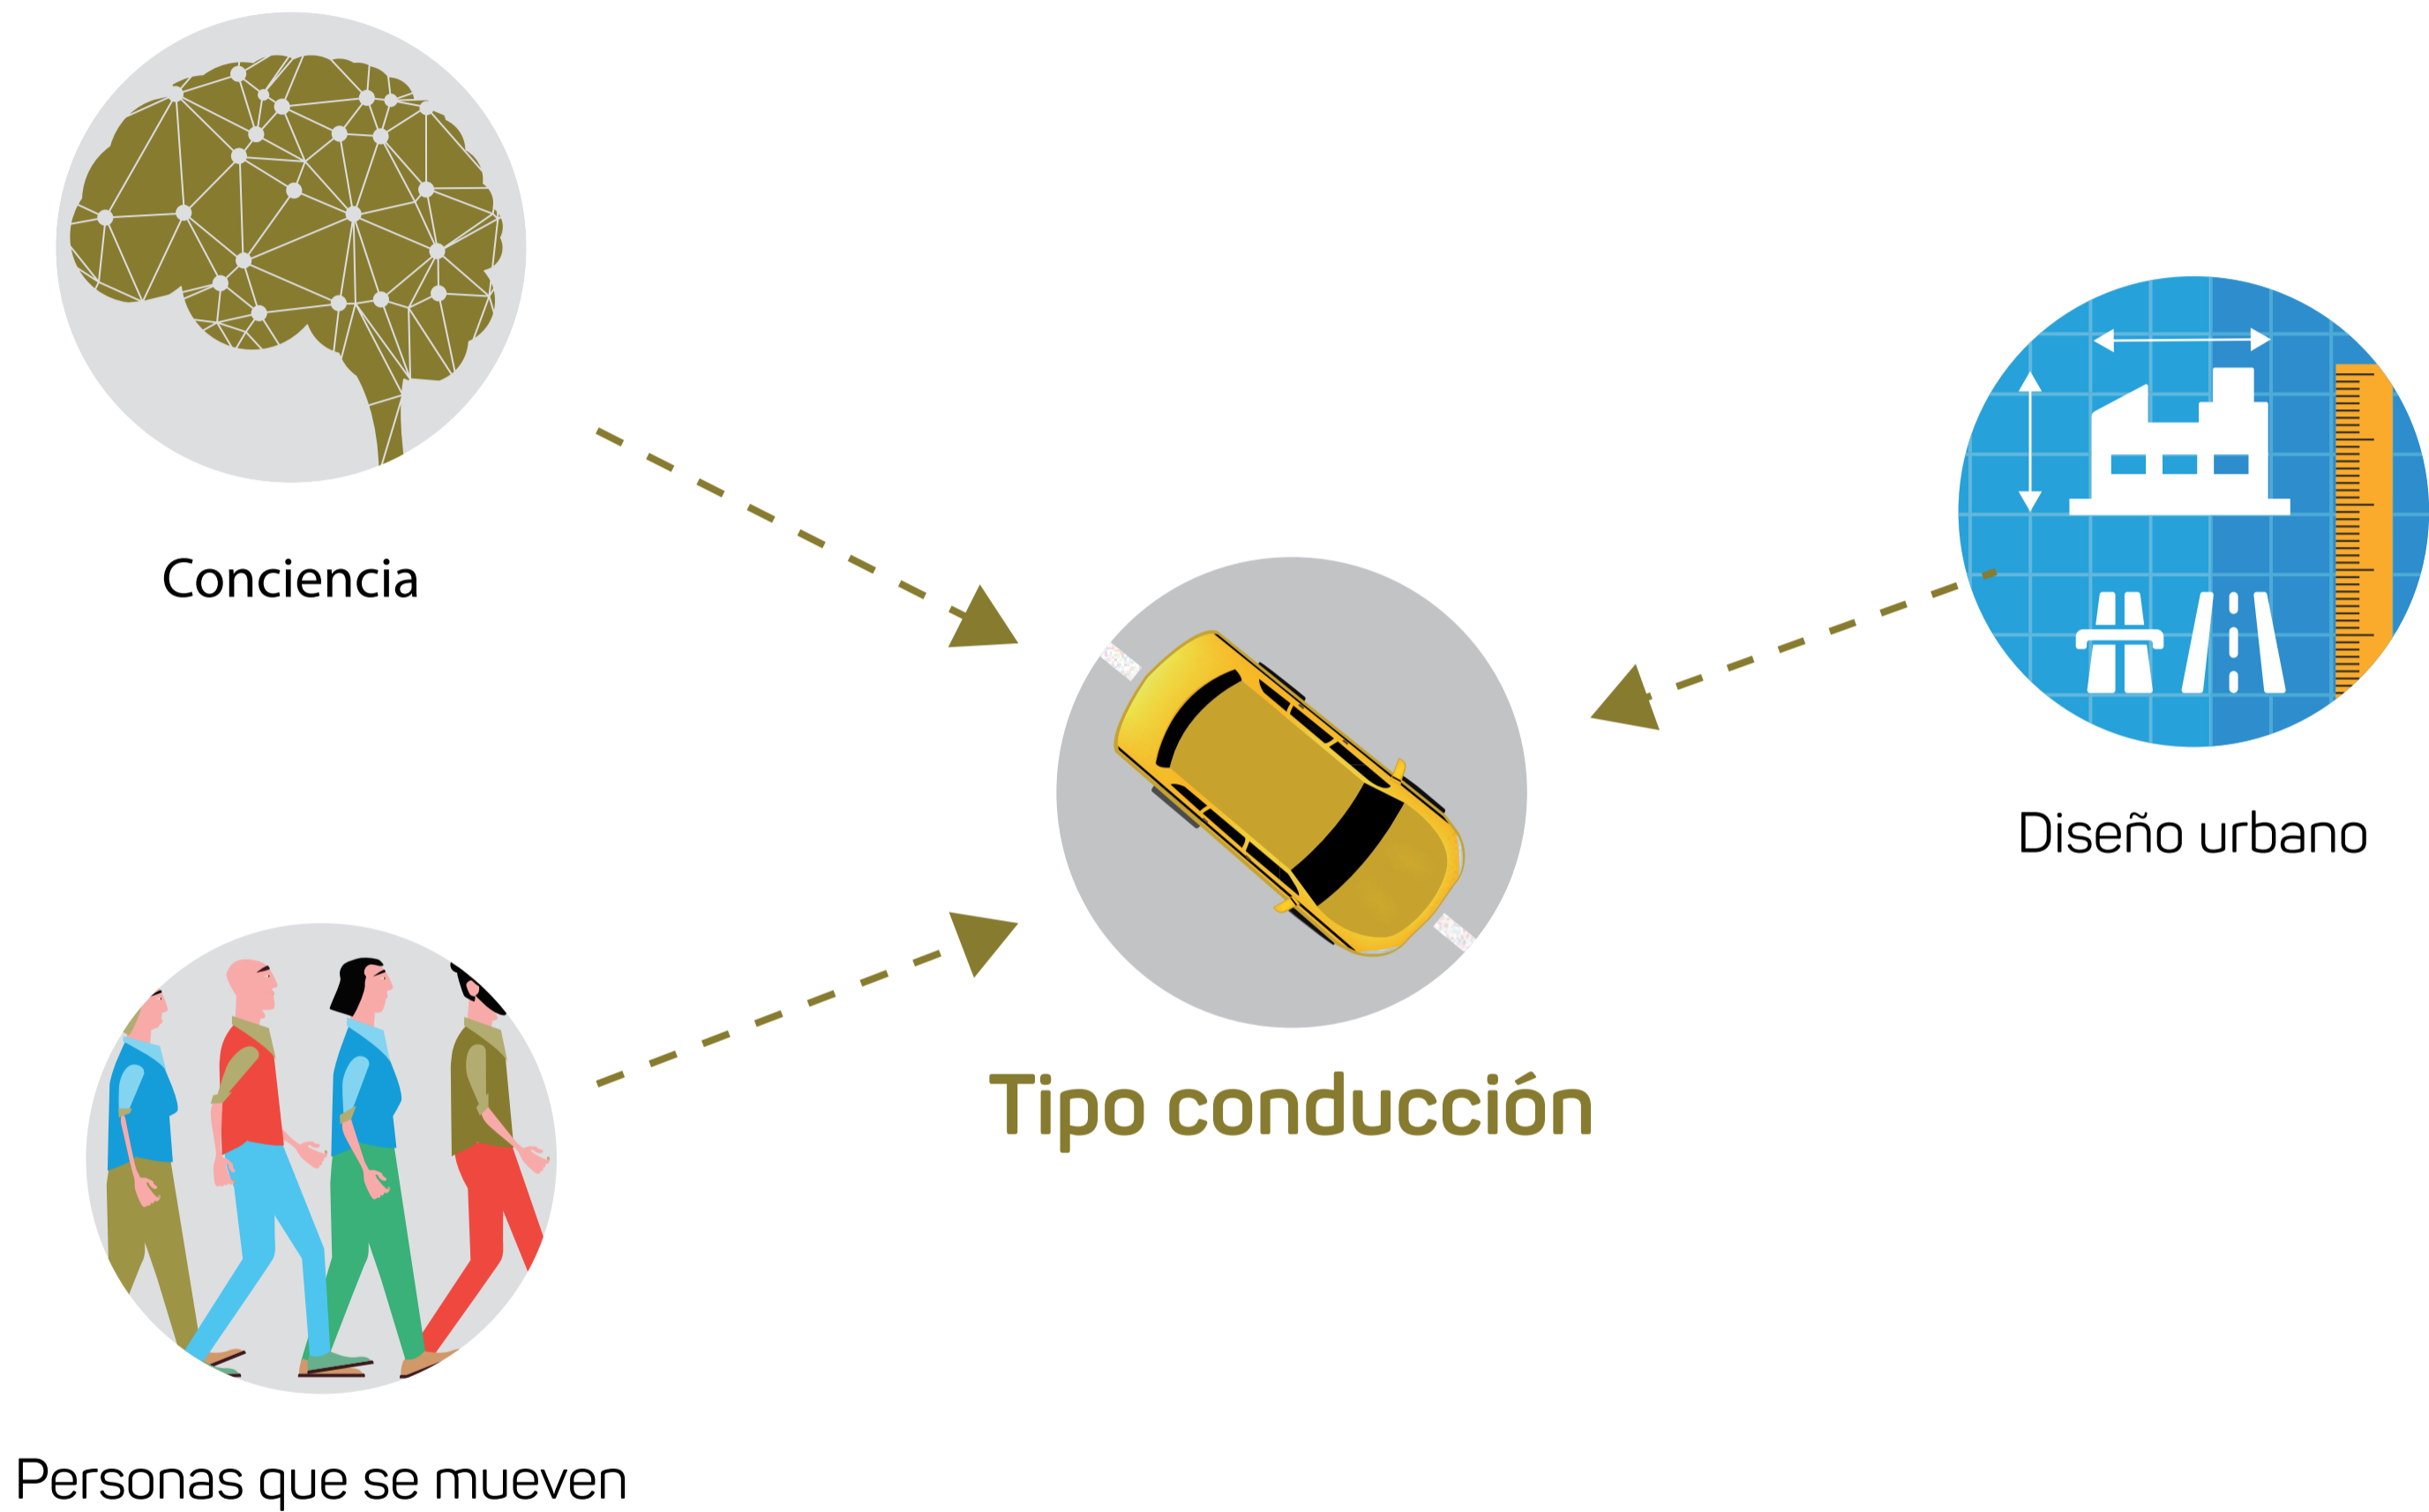 Conciencia
Diseño urbano
Tipo conducción
Personas que se mueven